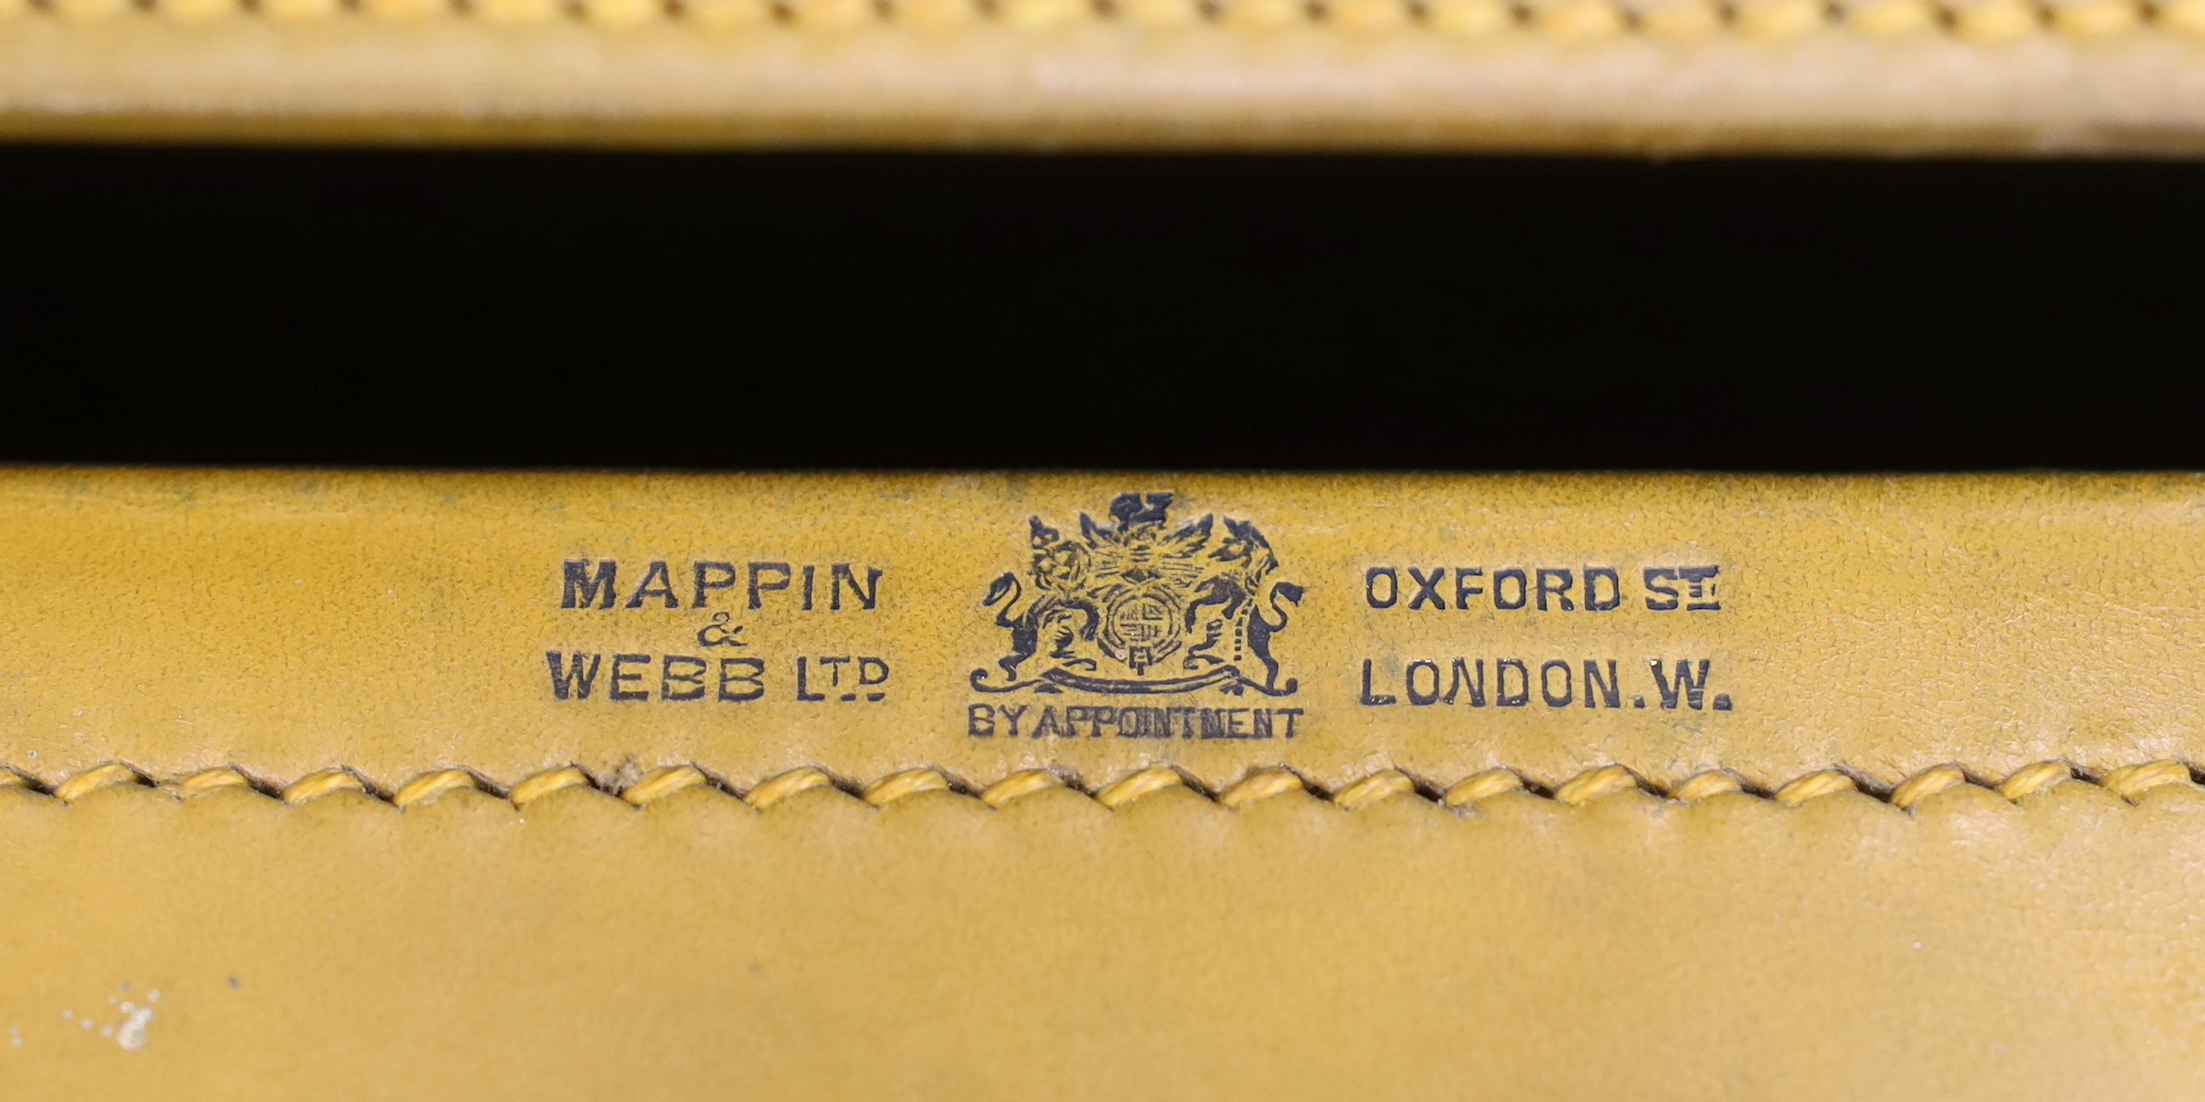 MAPPIN
&
WEBB LTD
BY APPOINTMENT
OXFORD ST
LONDON.W.